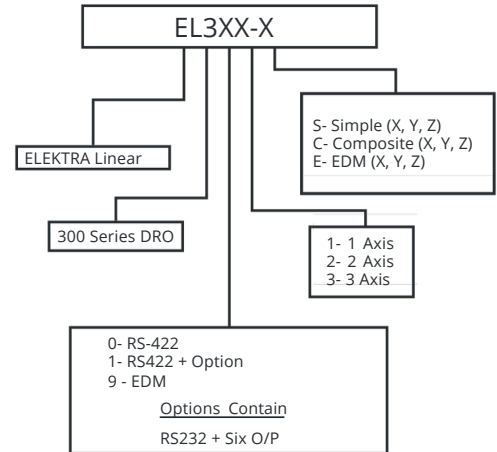 EL3XX-X
S- Simple (X, Y, Z)
C- Composite (X, Y, Z)
E- EDM (X, Y, Z)
ELEKTRA Linear
300 Series DRO
1- 1 Axis
2- 2 Axis
3- 3 Axis
0- RS-422
1- RS422 + Option
9 - EDM
Options Contain
RS232 + Six O/P